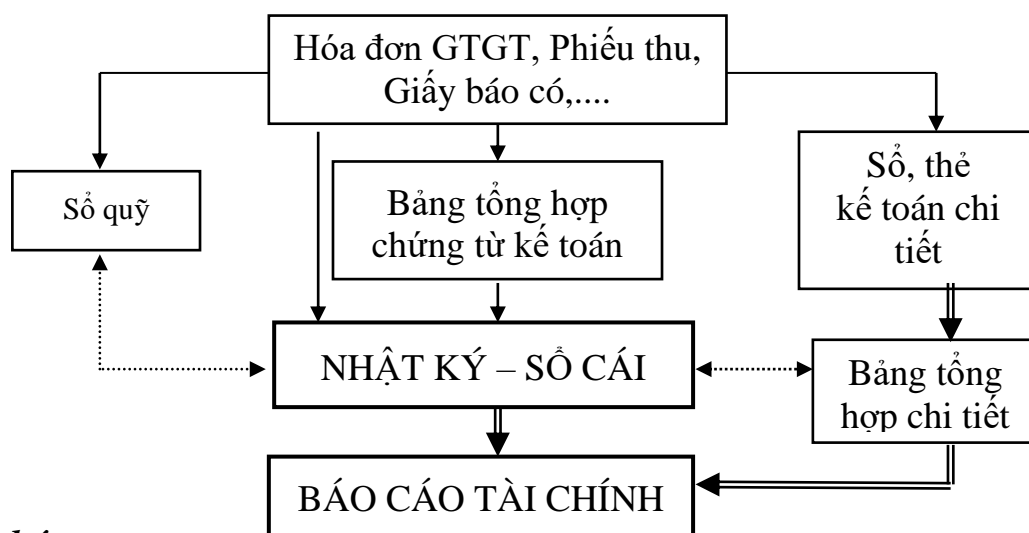 Hóa đơn GTGT, Phiếu thu,
Giấy báo có,....
Sổ quỹ
Bảng tổng hợp
chứng từ kế toán
Sổ, thẻ
kế toán chi
tiết
NHẬT KÝ – SỔ CÁI
Bảng tổng
hợp chi tiết
BÁO CÁO TÀI CHÍNH